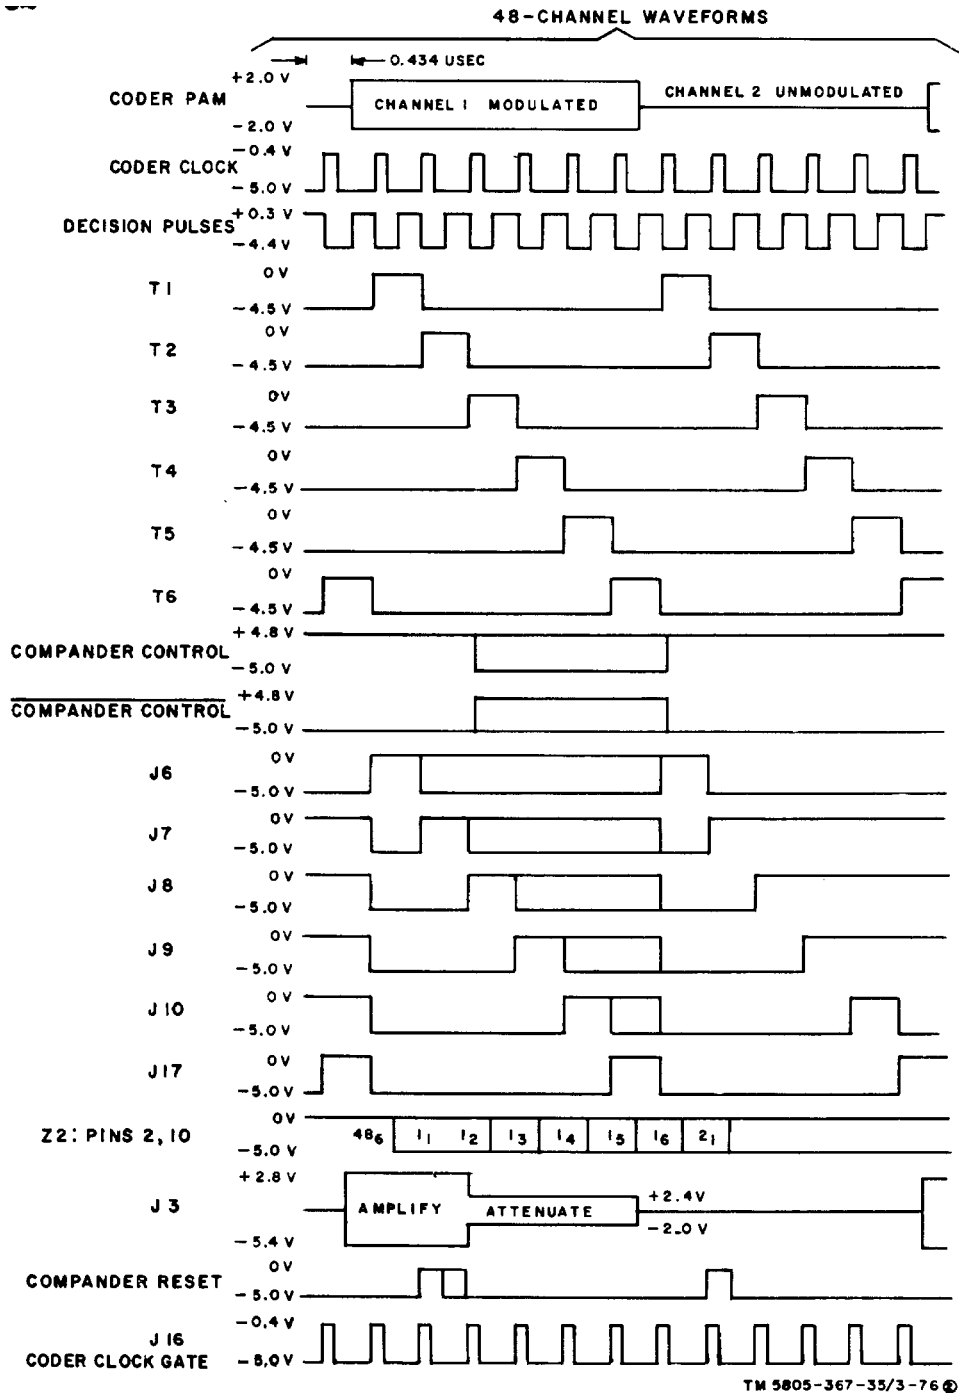 48-CHANNEL WAVEFORMS
0.434 USEC
+2.0 V
CODER PAM
CHANNEL 1 MODULATED
CHANNEL 2 UNMODULATED
-2.0 V
-0.4 V
CODER CLOCK
-5.0 V
+0.3 V
DECISION PULSES
-4.4 V
0 V
T1
-4.5 V
0 V
T2
-4.5 V
0 V
T3
-4.5 V
0 V
T4
-4.5 V
0 V
T5
-4.5 V
0 V
T6
-4.5 V
+4.8 V
COMPANDER CONTROL
-5.0 V
+4.8 V
COMPANDER CONTROL
-5.0 V
0 V
J6
-5.0 V
0 V
J7
-5.0 V
0 V
J8
-5.0 V
0 V
J9
-5.0 V
0 V
J10
-5.0 V
0 V
J17
-5.0 V
0 V
Z2: PINS 2, 10
48₆ 1₁ 1₂ 1₃ 1₄ 1₅ 1₆ 2₁
-5.0 V
+2.8 V
J3
AMPLIFY ATTENUATE
+2.4V
-2.0 V
-5.4 V
0 V
COMPANDER RESET
-5.0 V
-0.4 V
J16
CODER CLOCK GATE
-5.0 V
TM 5805-367-35/3-76 ②